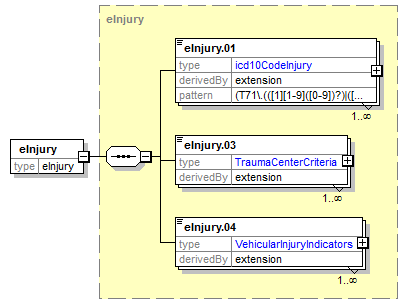 eInjury
eInjury.01
type icd10CodeInjury
derivedBy extension
pattern (T71\.(([1][1-9]([0-9])?)|([...
1..∞
eInjury
type eInjury
eInjury.03
type TraumaCenterCriteria
derivedBy extension
1..∞
eInjury.04
type VehicularInjuryIndicators
derivedBy extension
1..∞